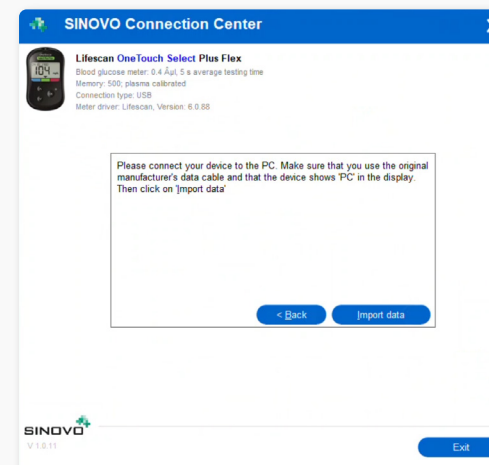 SINOVO Connection Center
Lifescan OneTouch Select Plus Flex
Blood glucose meter: 0.4 Âµl, 5 s average testing time
Memory: 500; plasma calibrated
Connection type: USB
Meter driver: Lifescan, Version: 6.0.88
104
Please connect your device to the PC. Make sure that you use the original
manufacturer's data cable and that the device shows 'PC' in the display.
Then click on 'Import data'
< Back
Import data
SINOVO
V 1.0.11
Exit